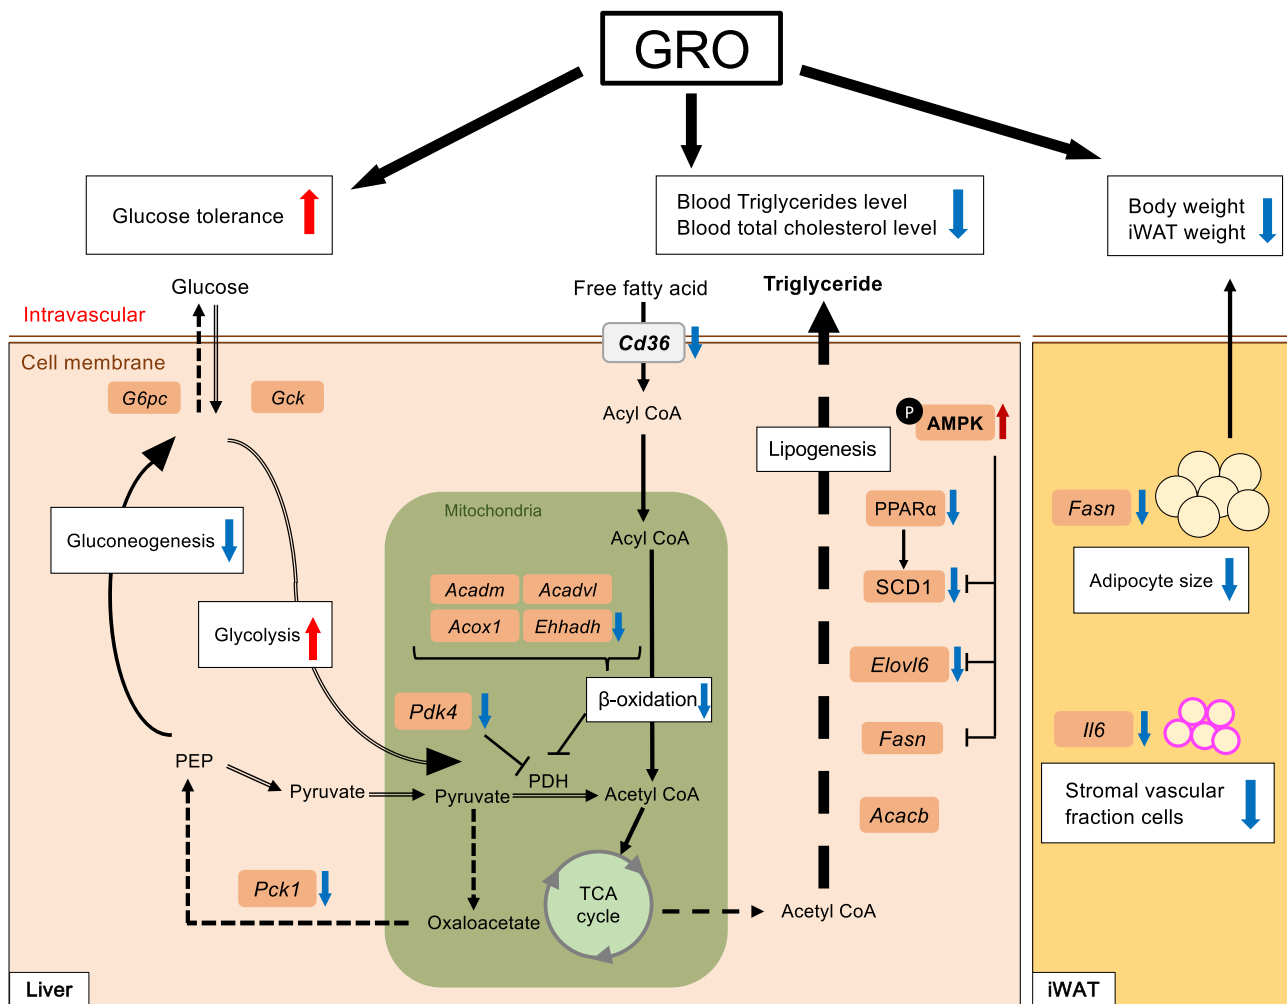 GRO
Glucose tolerance
Blood Triglycerides level
Blood total cholesterol level
Body weight
iWAT weight
Glucose
Free fatty acid
Triglyceride
Intravascular
Cd36
Cell membrane
G6pc
Gck
Acyl CoA
P
AMPK
Lipogenesis
Mitochondria
PPARα
Fasn
Gluconeogenesis
Acyl CoA
Acadm
Acadvl
SCD1
Adipocyte size
Acox1
Ehhadh
Glycolysis
Elovl6
β-oxidation
Pdk4
Fasn
Il6
PEP
PDH
Pyruvate
Pyruvate
Acetyl CoA
Stromal vascular
fraction cells
Acacb
Pck1
TCA
cycle
Oxaloacetate
Acetyl CoA
Liver
iWAT